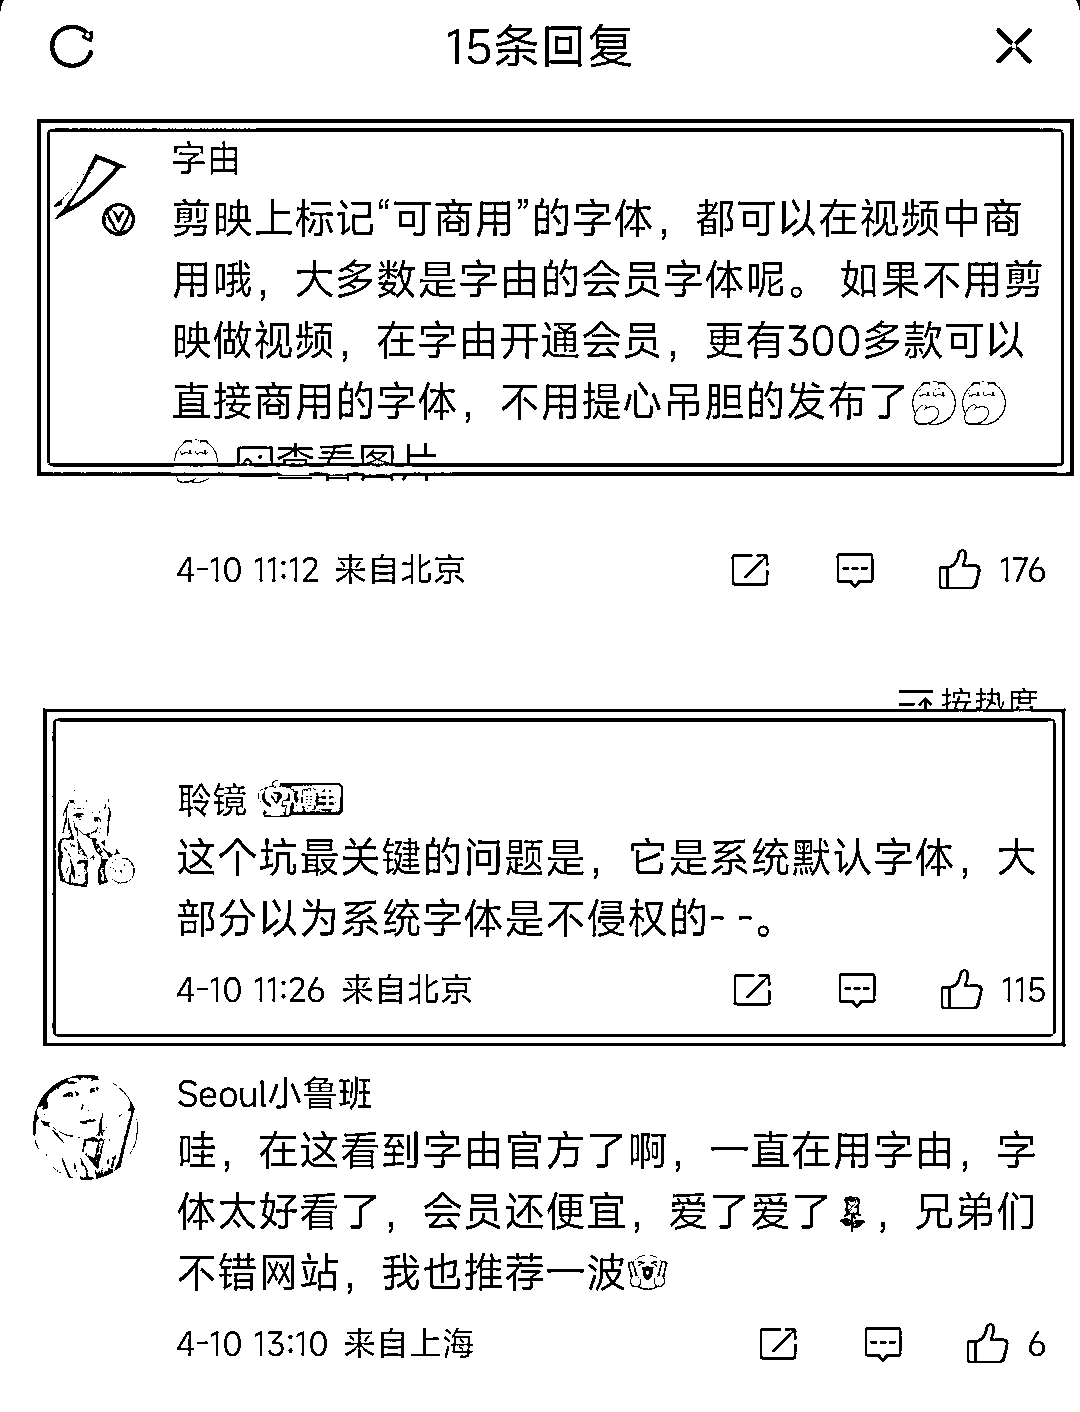 15条回复
字由
剪映上标记“可商用”的字体，都可以在视频中商
用哦，大多数是字由的会员字体呢。 如果不用剪
映做视频，在字由开通会员，更有300多款可以
直接商用的字体，不用提心吊胆的发布了
查看图片
4-10 11:12 来自北京 176
按热度
聆镜
这个坑最关键的问题是，它是系统默认字体，大
部分以为系统字体是不侵权的- -。
4-10 11:26 来自北京 115
Seoul小鲁班
哇，在这看到字由官方了啊，一直在用字由，字
体太好看了，会员还便宜，爱了爱了，兄弟们
不错网站，我也推荐一波
4-10 13:10 来自上海 6